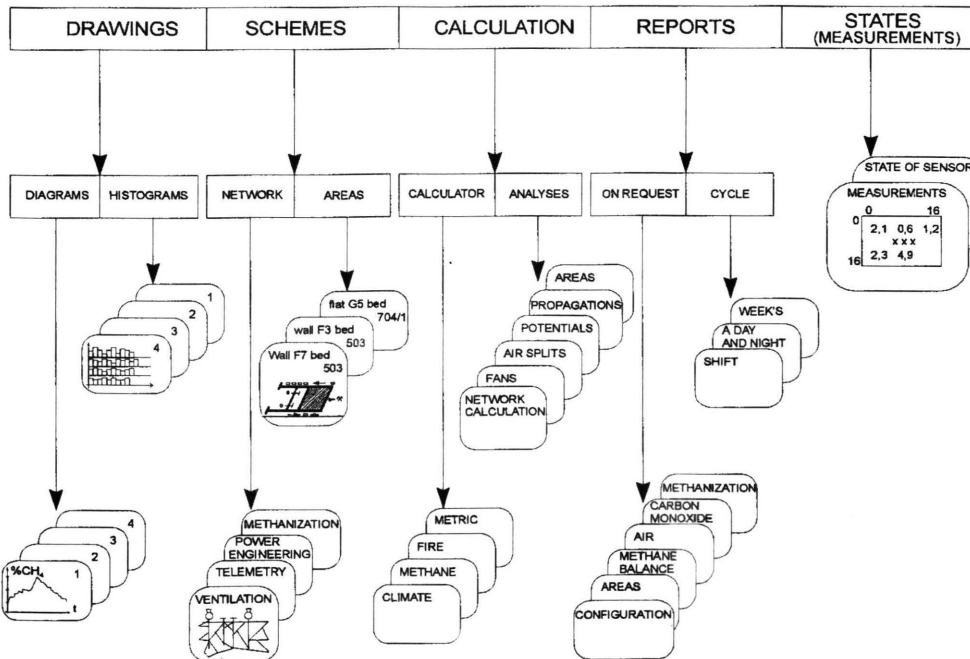 DRAWINGS
SCHEMES
CALCULATION
REPORTS
STATES
(MEASUREMENTS)
DIAGRAMS
HISTOGRAMS
NETWORK
AREAS
CALCULATOR
ANALYSES
ON REQUEST
CYCLE
STATE OF SENSOR
MEASUREMENTS
0 16
0
2,1 0,6 1,2
x x x
16 2,3 4,9
1
2
3
4
flat G5 bed
704/1
wall F3 bed
503
Wall F7 bed
503
AREAS
PROPAGATIONS
POTENTIALS
AIR SPLITS
FANS
NETWORK
CALCULATION
WEEK'S
A DAY
AND NIGHT
SHIFT
4
3
2
1
%CH4
t
METHANIZATION
POWER
ENGINEERING
TELEMETRY
VENTILATION
METRIC
FIRE
METHANE
CLIMATE
METHANIZATION
CARBON
MONOXIDE
AIR
METHANE
BALANCE
AREAS
CONFIGURATION